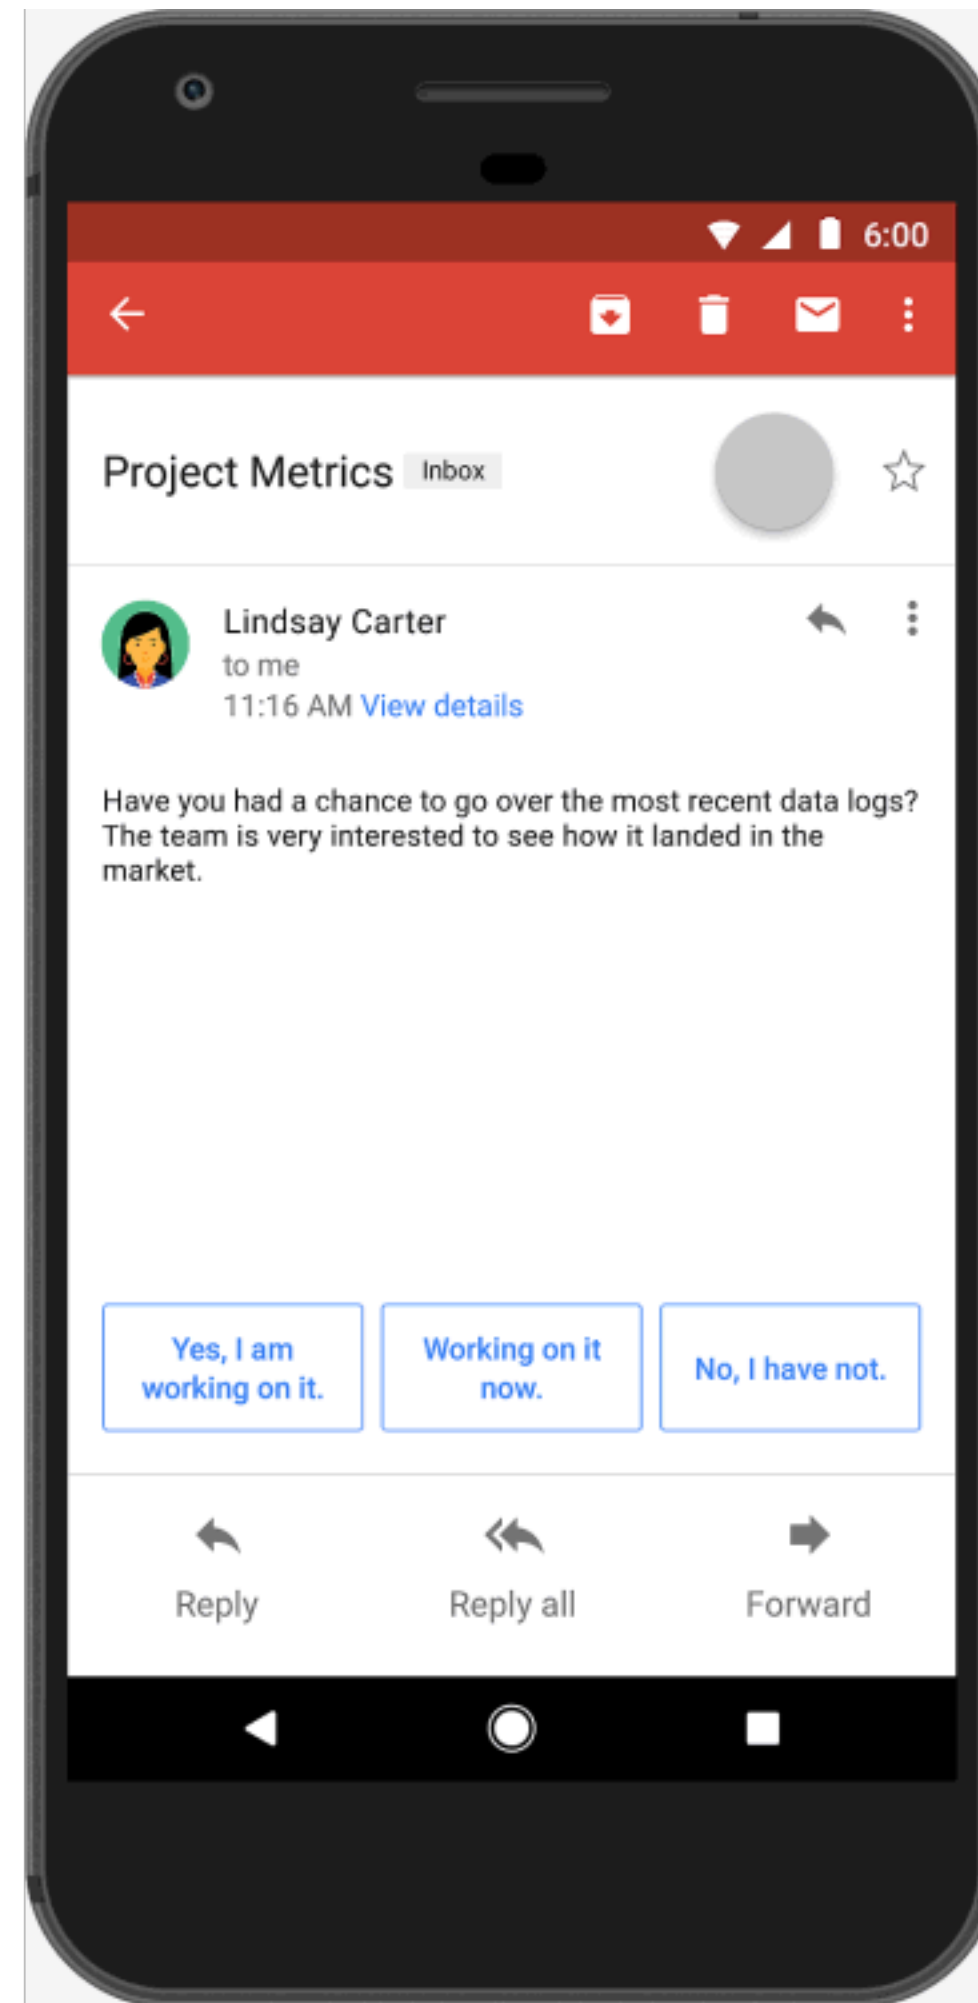 6:00
Project Metrics Inbox
Lindsay Carter
to me
11:16 AM View details
Have you had a chance to go over the most recent data logs?
The team is very interested to see how it landed in the
market.
Yes, I am
working on it.
Working on it
now.
No, I have not.
Reply
Reply all
Forward